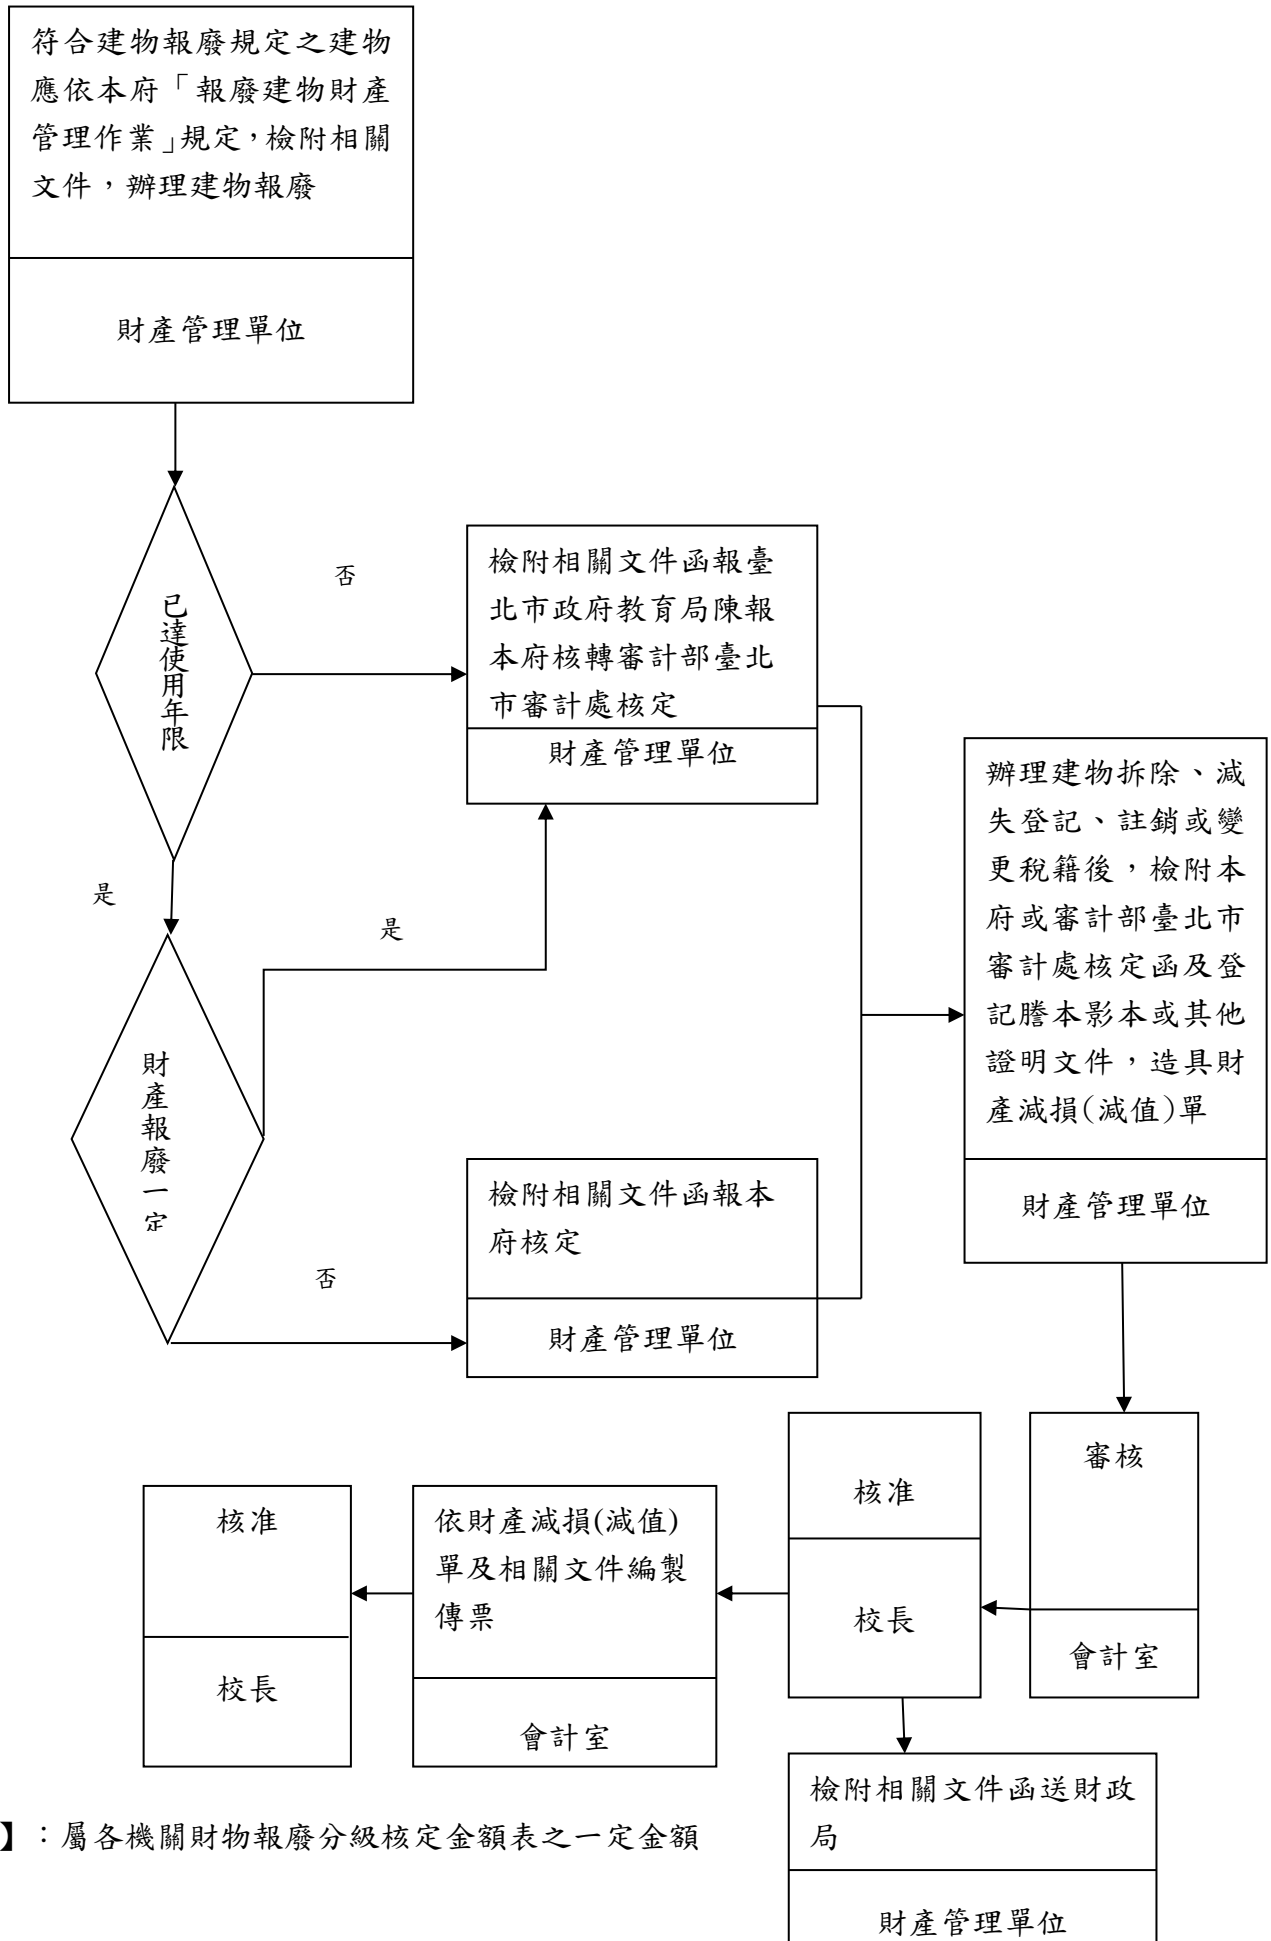 符合建物報廢規定之建物
應依本府「報廢建物財產
管理作業」規定，檢附相關
文件，辦理建物報廢
財產管理單位
已達使用年限
否
檢附相關文件函報臺
北市政府教育局陳報
本府核轉審計部臺北
市審計處核定
財產管理單位
是
財產報廢一定
是
否
檢附相關文件函報本
府核定
財產管理單位
辦理建物拆除、減
失登記、註銷或變
更稅籍後，檢附本
府或審計部臺北市
審計處核定函及登
記謄本影本或其他
證明文件，造具財
產減損(減值)單
財產管理單位
審核
會計室
核准
校長
依財產減損(減值)
單及相關文件編製
傳票
會計室
核准
校長
檢附相關文件函送財政
局
財產管理單位
】：屬各機關財物報廢分級核定金額表之一定金額